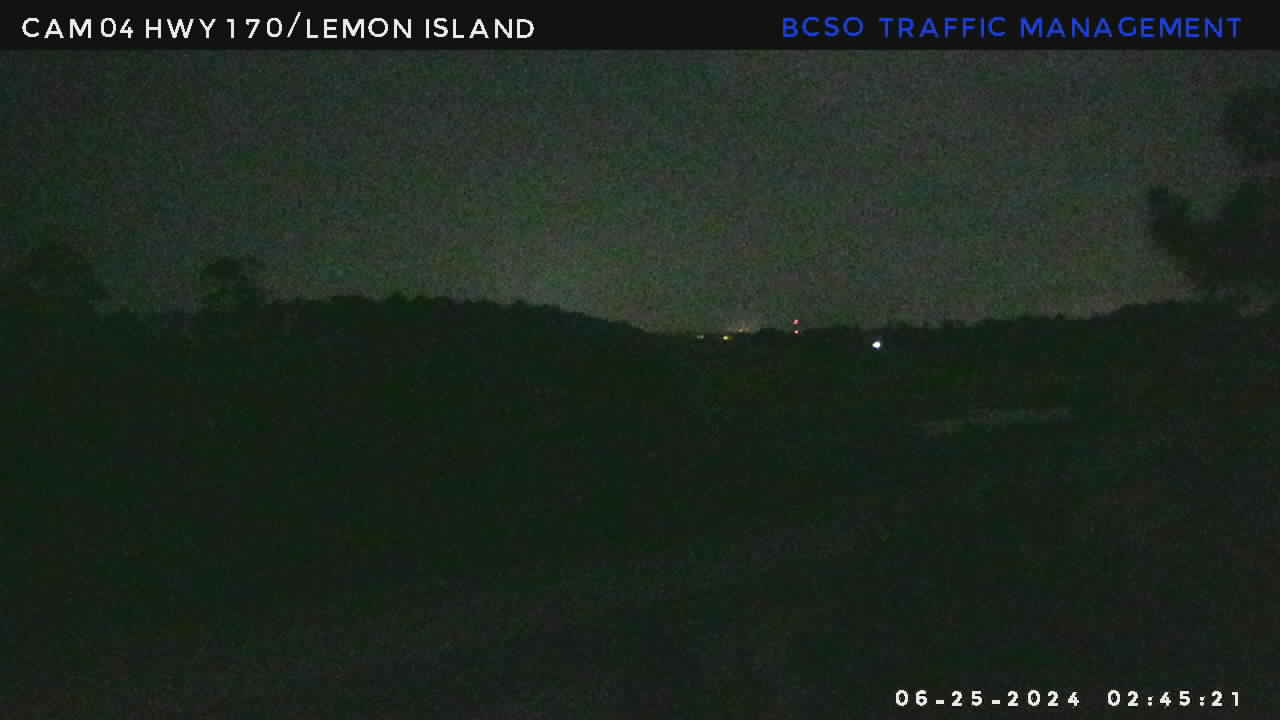 CAM04 HWY 170/LEMON ISLAND
BCSO TRAFFIC MANAGEMENT
06-25-2024 02:45:21